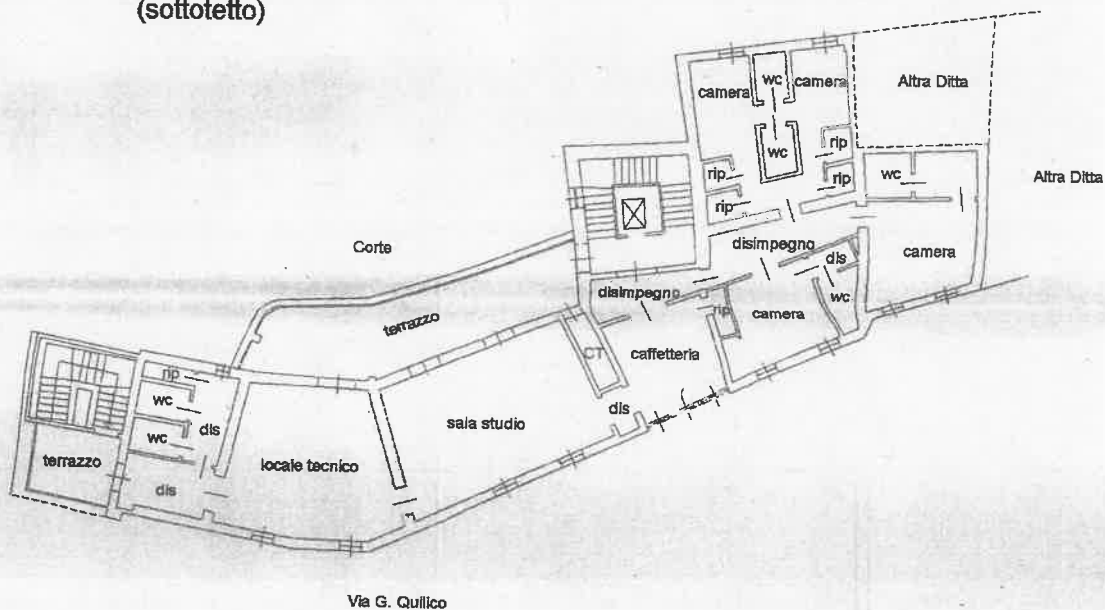 (sottotetto)
camera
wc
camera
Altra Ditta
wc
rip
rip
rip
rip
wc
Altra Ditta
Corte
disimpegno
dis
camera
disimpegno
wc
rip
camera
terrazzo
CT
caffetteria
rip
wc
wc
dis
dis
sala studio
terrazzo
locale tecnico
dis
Via G. Quilico